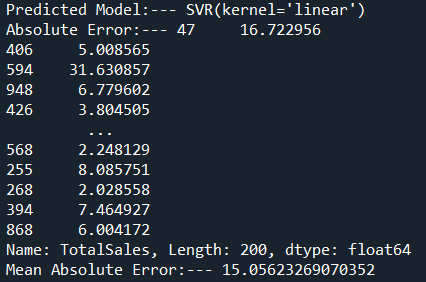 Predicted Model:--- SVR(kernel='linear')
Absolute Error:--- 47     16.722956
406     5.008565
594    31.630857
948     6.779602
426     3.804505
...
568     2.248129
255     8.085751
268     2.028558
394     7.464927
868     6.004172
Name: TotalSales, Length: 200, dtype: float64
Mean Absolute Error:--- 15.05623269070352